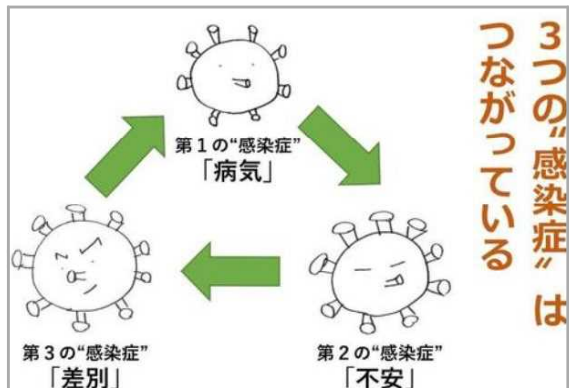 3つの“感染症”は
つながっている
第1の“感染症”
「病気」
第2の“感染症”
「不安」
第3の“感染症”
「差別」